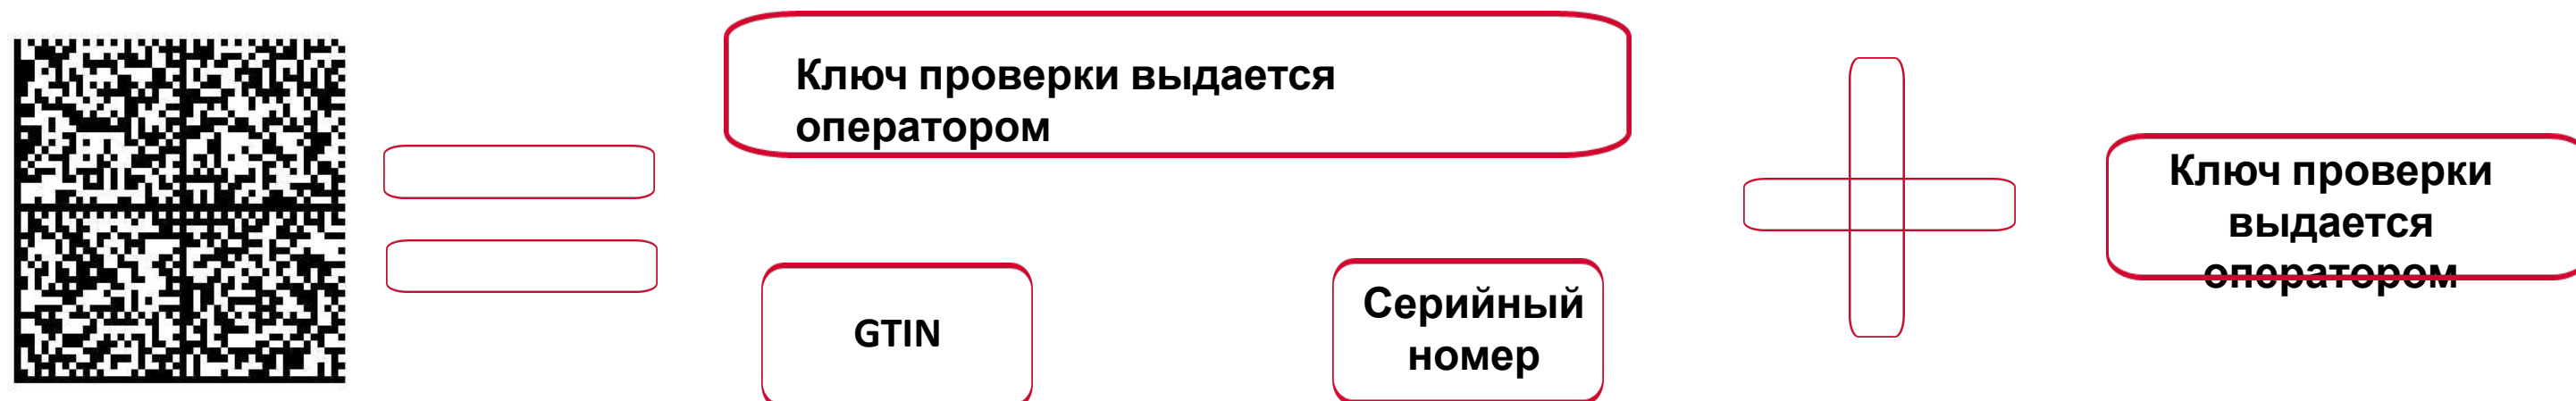 Ключ проверки выдается
оператором
Ключ проверки
выдается
оператором
GTIN
Серийный
номер